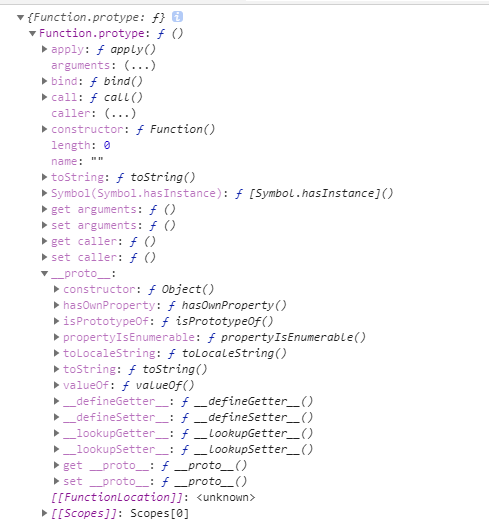 {Function.protype: ƒ} i
Function.protype: ƒ ()
apply: ƒ apply()
arguments: (...)
bind: ƒ bind()
call: ƒ call()
caller: (...)
constructor: ƒ Function()
length: 0
name: ""
toString: ƒ toString()
Symbol(Symbol.hasInstance): ƒ [Symbol.hasInstance]()
get arguments: ƒ ()
set arguments: ƒ ()
get caller: ƒ ()
set caller: ƒ ()
__proto__:
constructor: ƒ Object()
hasOwnProperty: ƒ hasOwnProperty()
isPrototypeOf: ƒ isPrototypeOf()
propertyIsEnumerable: ƒ propertyIsEnumerable()
toLocaleString: ƒ toLocaleString()
toString: ƒ toString()
valueOf: ƒ valueOf()
__defineGetter__: ƒ __defineGetter__()
__defineSetter__: ƒ __defineSetter__()
__lookupGetter__: ƒ __lookupGetter__()
__lookupSetter__: ƒ __lookupSetter__()
get __proto__: ƒ __proto__()
set __proto__: ƒ __proto__()
[[FunctionLocation]]: <unknown>
[[Scopes]]: Scopes[0]